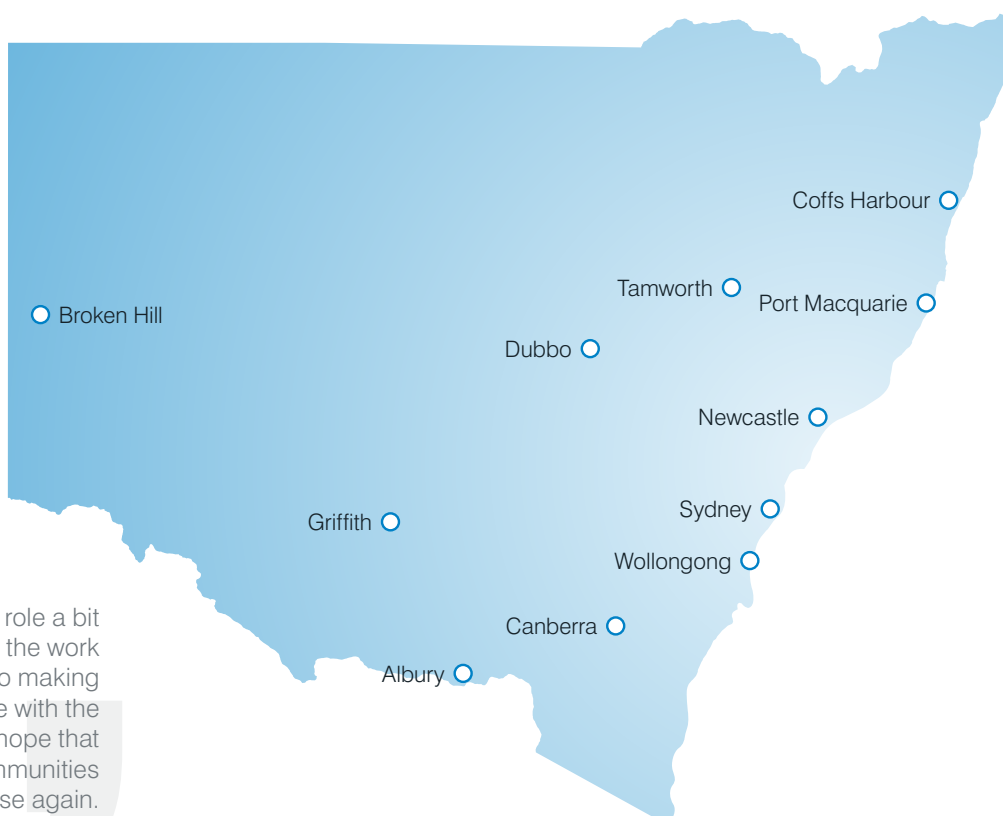 Coffs Harbour
Tamworth
Port Macquarie
Broken Hill
Dubbo
Newcastle
Sydney
Griffith
Wollongong
role a bit
Canberra
the work
Albury
making
e with the
hope that
mmunities
se again.